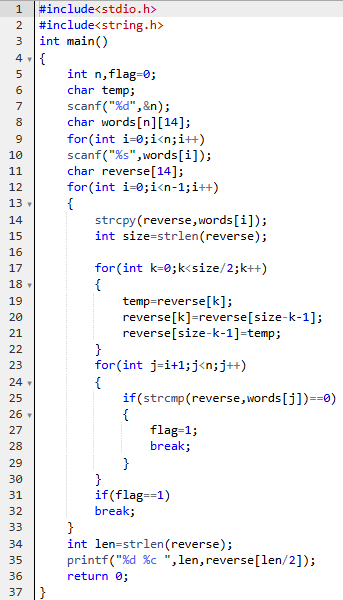 1 #include<stdio.h>
2 #include<string.h>
3 int main()
4 {
5     int n,flag=0;
6     char temp;
7     scanf("%d",&n);
8     char words[n][14];
9     for(int i=0;i<n;i++)
10     scanf("%s",words[i]);
11     char reverse[14];
12     for(int i=0;i<n-1;i++)
13     {
14         strcpy(reverse,words[i]);
15         int size=strlen(reverse);
16
17         for(int k=0;k<size/2;k++)
18         {
19             temp=reverse[k];
20             reverse[k]=reverse[size-k-1];
21             reverse[size-k-1]=temp;
22         }
23         for(int j=i+1;j<n;j++)
24         {
25             if(strcmp(reverse,words[j])==0)
26             {
27                 flag=1;
28                 break;
29             }
30         }
31         if(flag==1)
32         break;
33     }
34     int len=strlen(reverse);
35     printf("%d %c ",len,reverse[len/2]);
36     return 0;
37 }